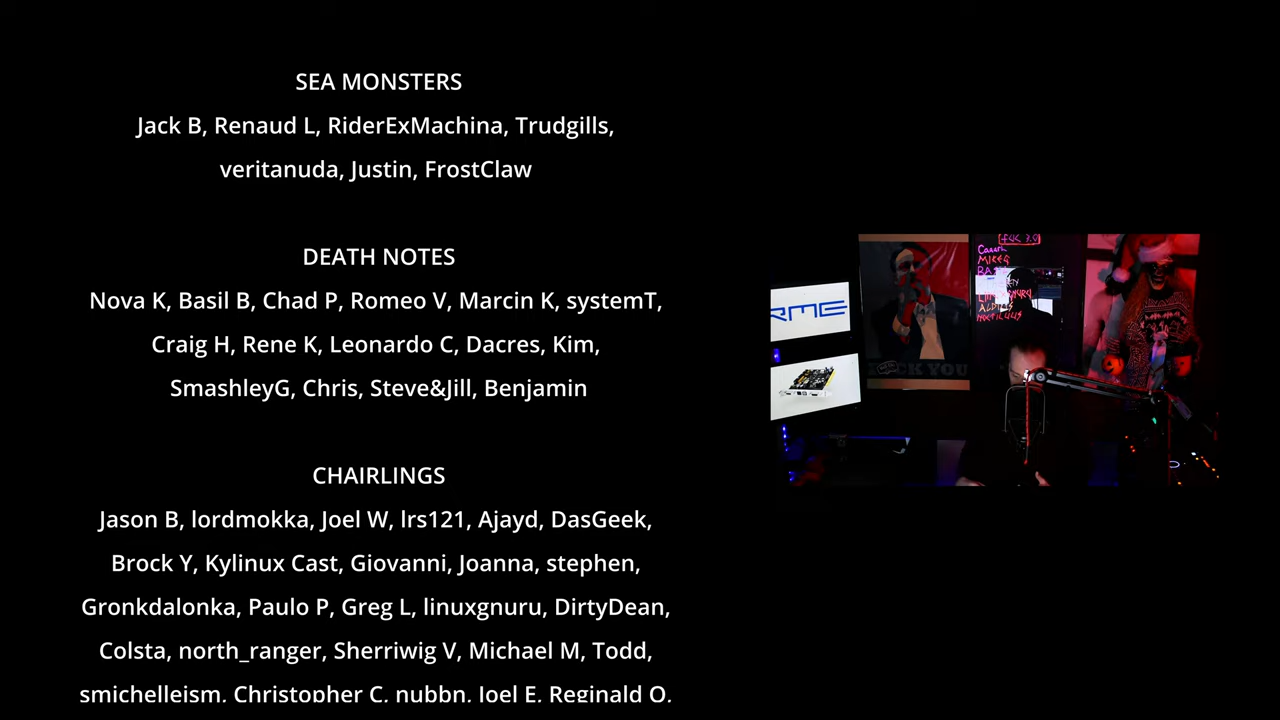 SEA MONSTERS
Jack B, Renaud L, RiderExMachina, Trudgills,
veritanuda, Justin, FrostClaw
DEATH NOTES
Nova K, Basil B, Chad P, Romeo V, Marcin K, systemT,
Craig H, Rene K, Leonardo C, Dacres, Kim,
SmashleyG, Chris, Steve&Jill, Benjamin
CHAIRLINGS
Jason B, lordmokka, Joel W, lrs121, Ajayd, DasGeek,
Brock Y, Kylinux Cast, Giovanni, Joanna, stephen,
Gronkdalonka, Paulo P, Greg L, linuxgnuru, DirtyDean,
Colsta, north_ranger, Sherriwig V, Michael M, Todd,
smichelleism, Christopher C, nubbn, Joel E, Reginald O,
RME
YOU